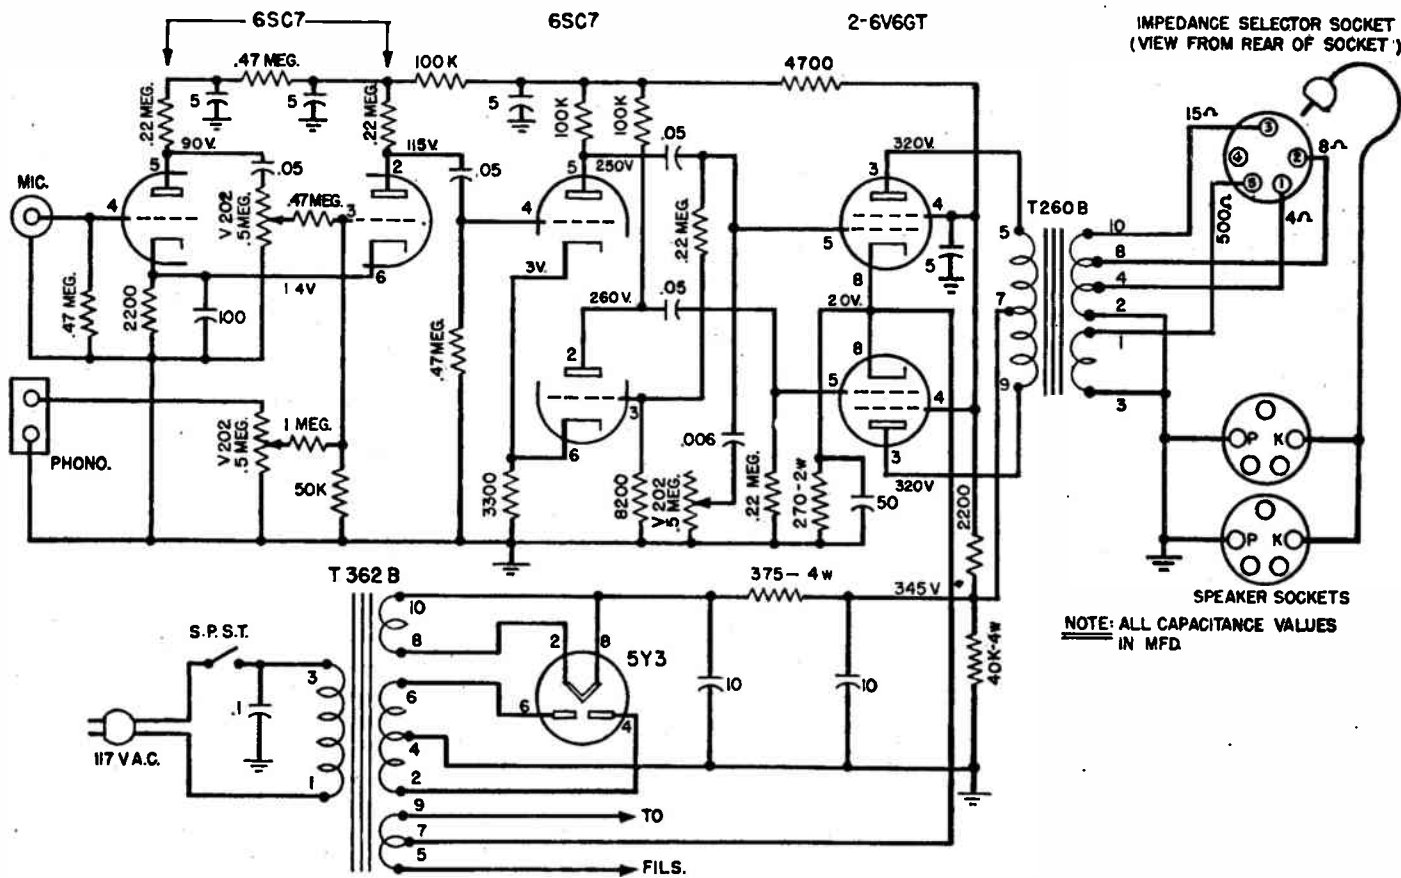 6SC7
6SC7
2-6V6GT
IMPEDANCE SELECTOR SOCKET
(VIEW FROM REAR OF SOCKET)
.47 MEG.
100K
4700
.22 MEG.
5
5
.22 MEG.
5
100K
100K
15Ω
3
4
2
8Ω
5
1
4Ω
500Ω
90V.
115V.
250V
.05
320V.
MIC.
4
5
.05
V202
.5MEG.
.47MEG.
3
2
6
.05
4
5
3V.
.22 MEG.
3
4
5
8
5
T260B
5
7
9
10
8
4
2
1
3
.47 MEG.
2200
100
1 4V
.47MEG.
260V.
.05
20V.
2
3
6
8
5
4
3
320V
PHONO.
V202
.5MEG.
1 MEG.
50K
3300
8200
V202
.5 MEG.
.006
.22 MEG.
270-2W
50
2200
P K
P K
SPEAKER SOCKETS
NOTE: ALL CAPACITANCE VALUES
IN MFD.
T362B
375-4W
345V
40K-4W
S.P.S.T.
117 V A.C.
.1
3
1
10
8
6
4
2
9
7
5
2
8
5Y3
6
4
10
10
TO
FILS.